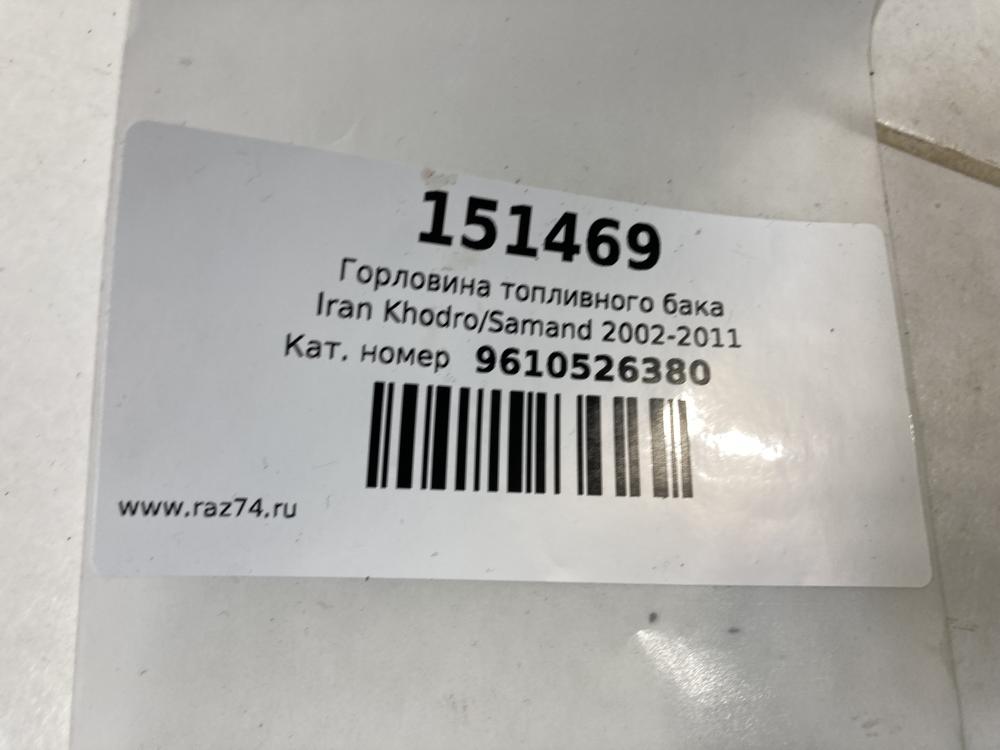 151469
Горловина топливного бака
Iran Khodro/Samand 2002-2011
Кат. номер 9610526380
www.raz74.ru